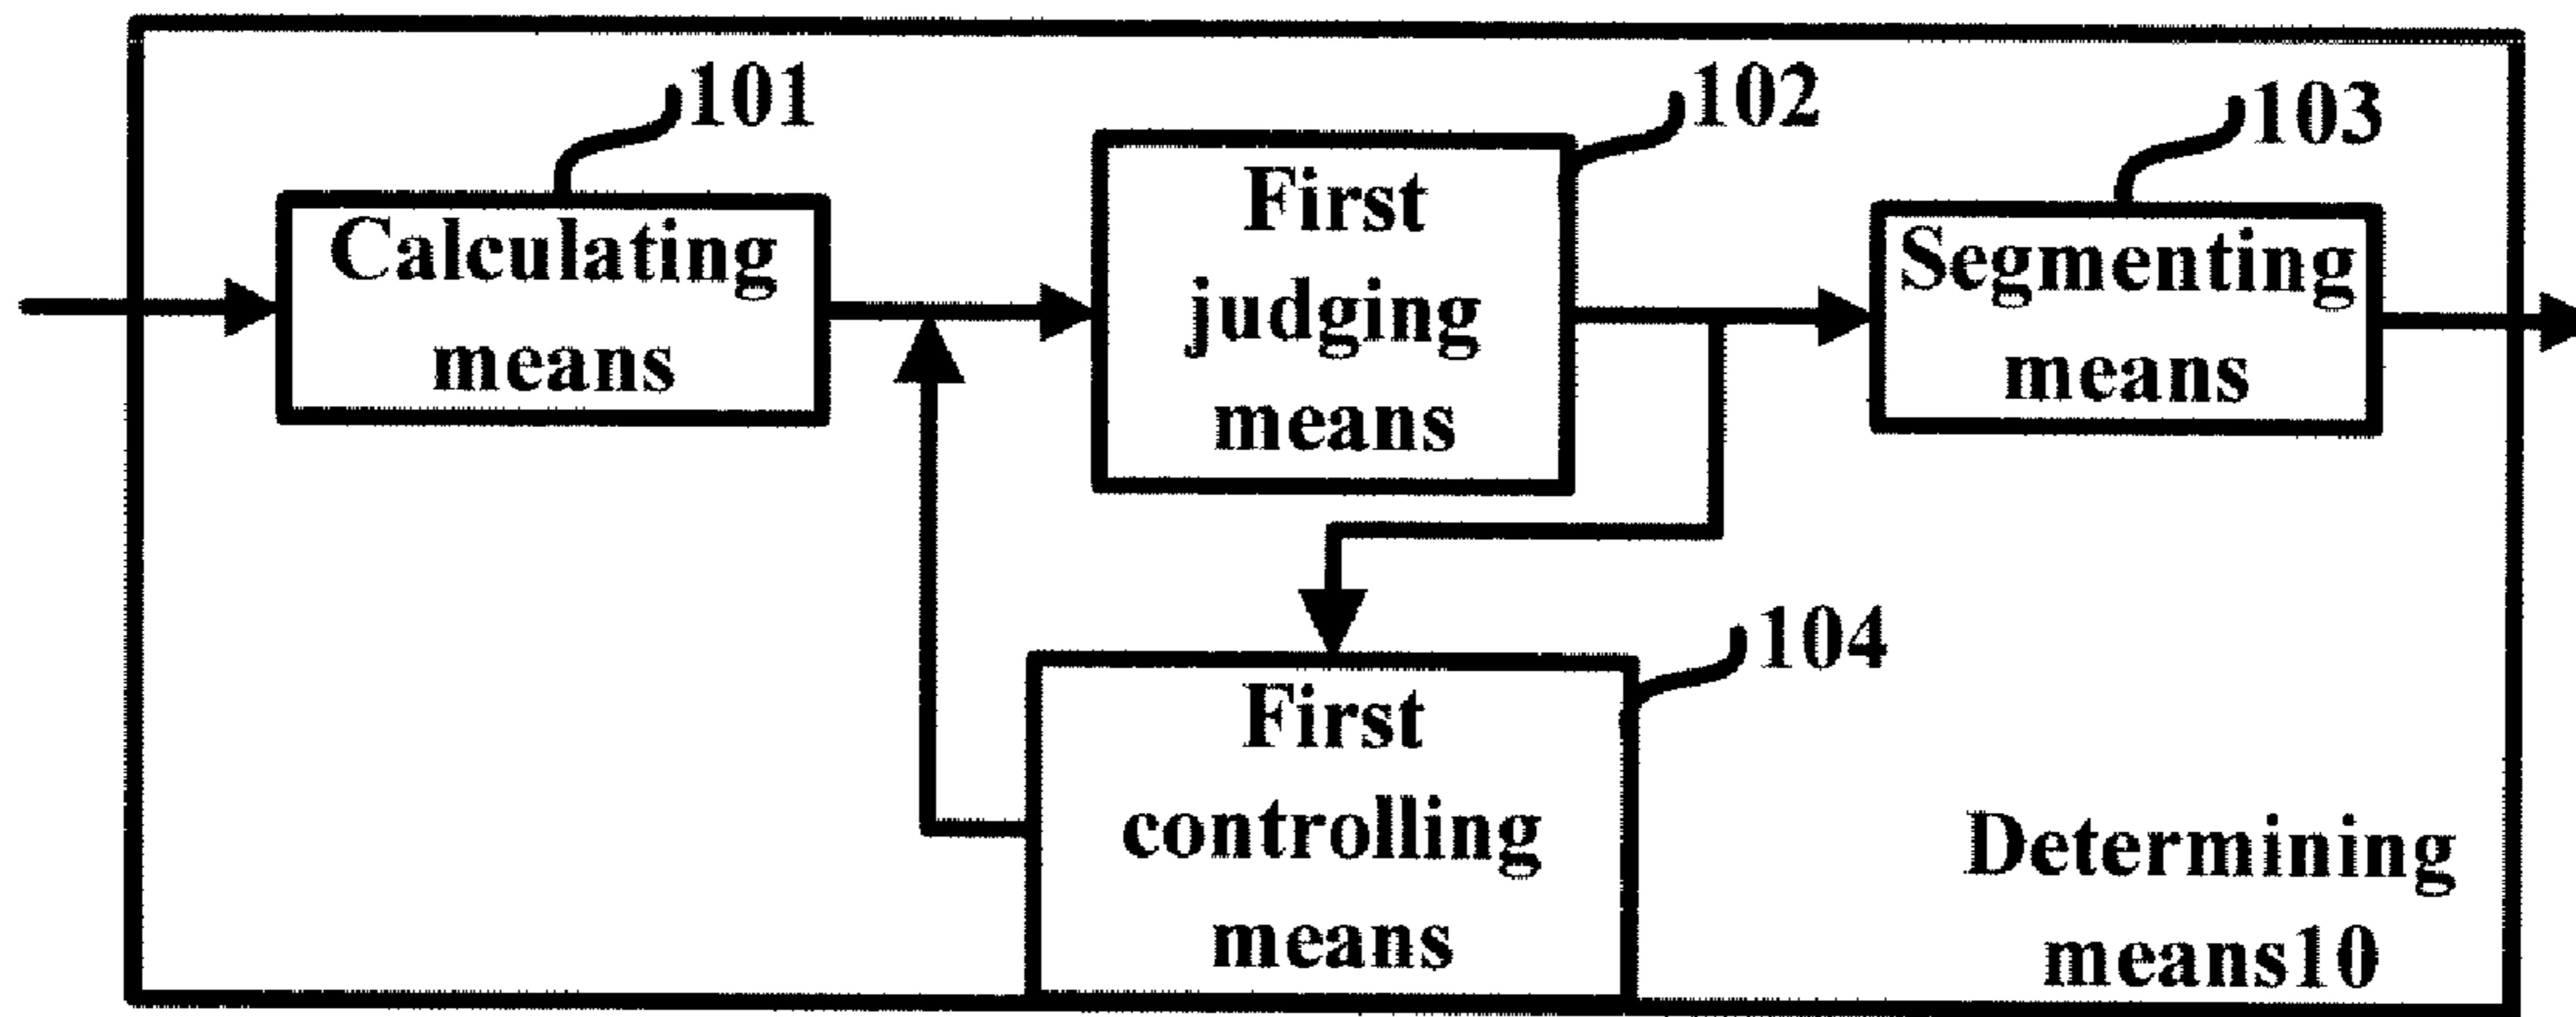 101
102
103
Calculating
means
First
judging
means
Segmenting
means
104
First
controlling
means
Determining
means10